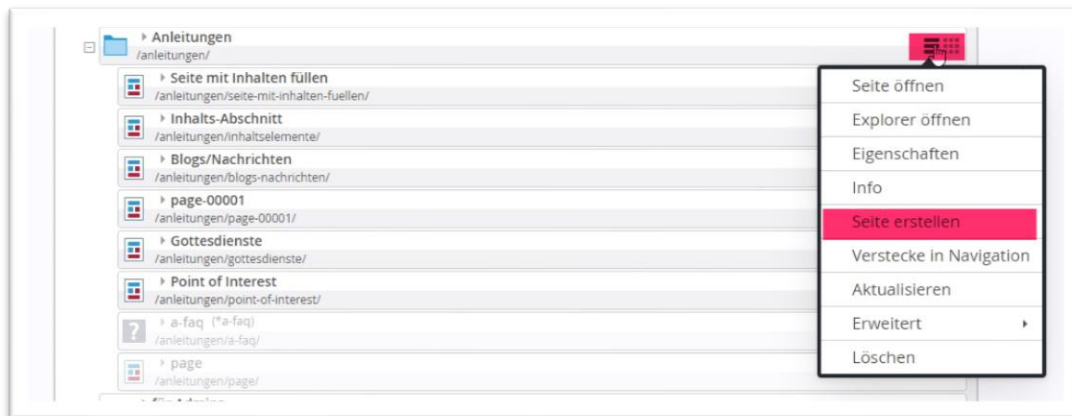 Anleitungen
/anleitungen/
Seite mit Inhalten füllen
/anleitungen/seite-mit-inhalten-fuellen/
Inhalts-Abschnitt
/anleitungen/inhaltselemente/
Blogs/Nachrichten
/anleitungen/blogs-nachrichten/
page-00001
/anleitungen/page-00001/
Gottesdienste
/anleitungen/gottesdienste/
Point of Interest
/anleitungen/point-of-interest/
a-faq (*a-faq)
/anleitungen/a-faq/
page
/anleitungen/page/
für Admins
Seite öffnen
Explorer öffnen
Eigenschaften
Info
Seite erstellen
Verstecke in Navigation
Aktualisieren
Erweitert
Löschen